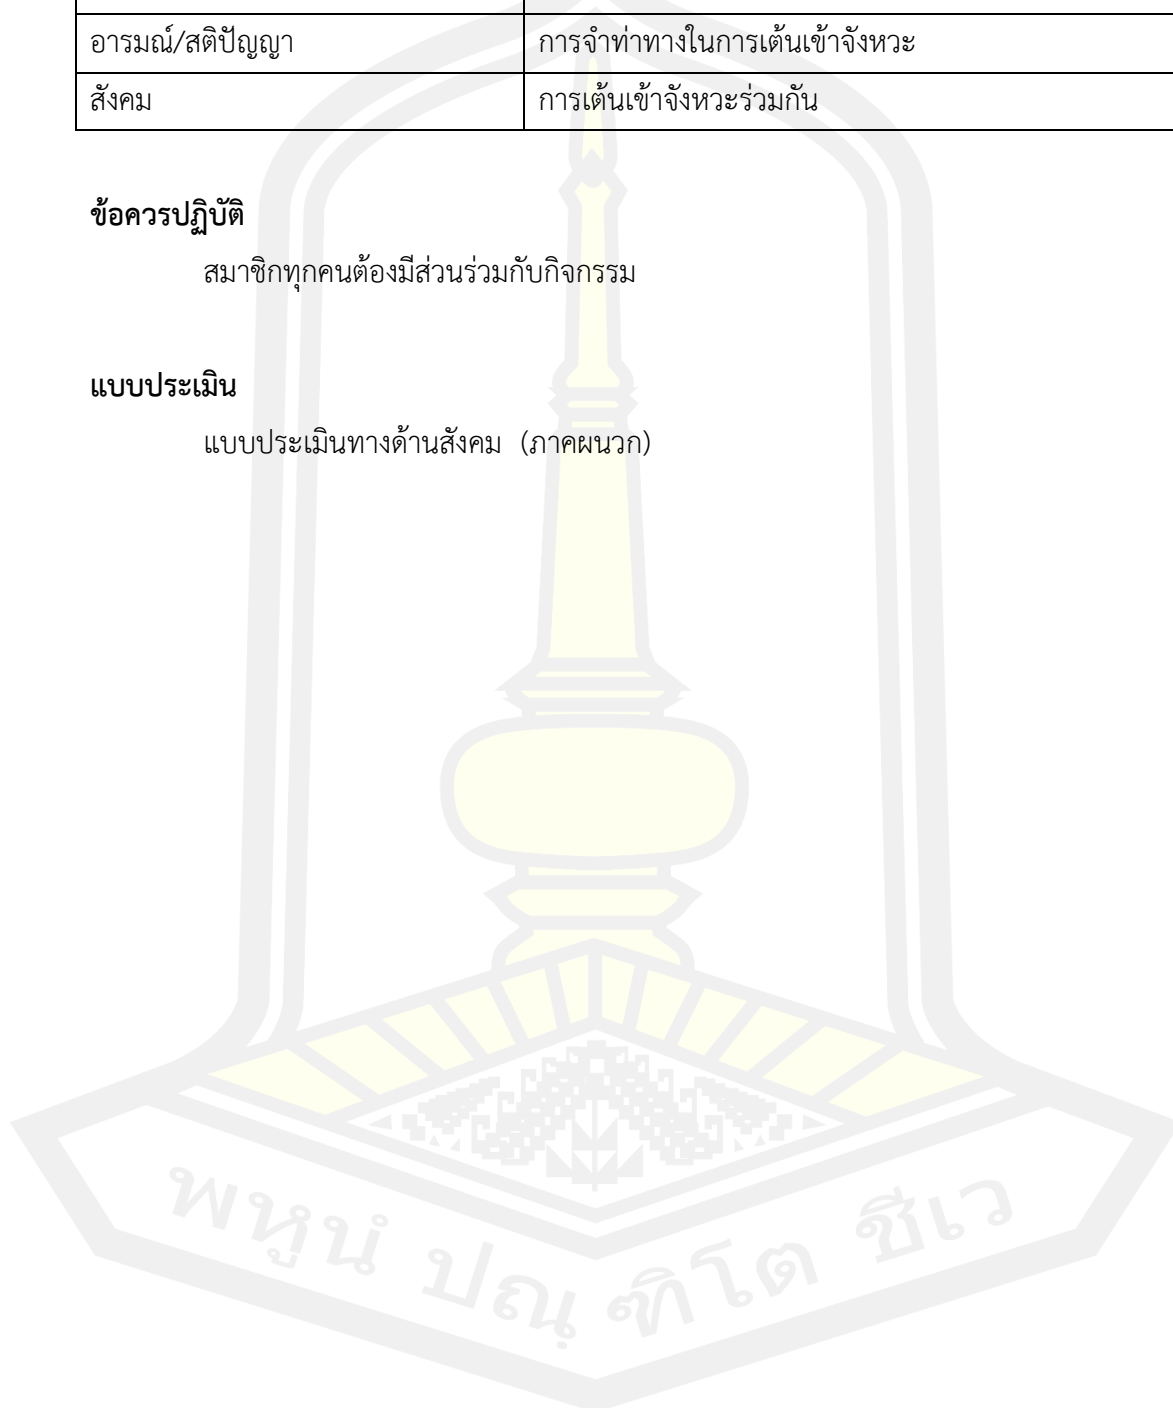 อารมณ์/สติปัญญา การจำท่าทางในการเต้นเข้าจังหวะ
สังคม การเต้นเข้าจังหวะร่วมกัน
ข้อควรปฏิบัติ
สมาชิกทุกคนต้องมีส่วนร่วมกับกิจกรรม
แบบประเมิน
แบบประเมินทางด้านสังคม (ภาคผนวก)
พหูนํ ปณฺฑิโต ชีเว